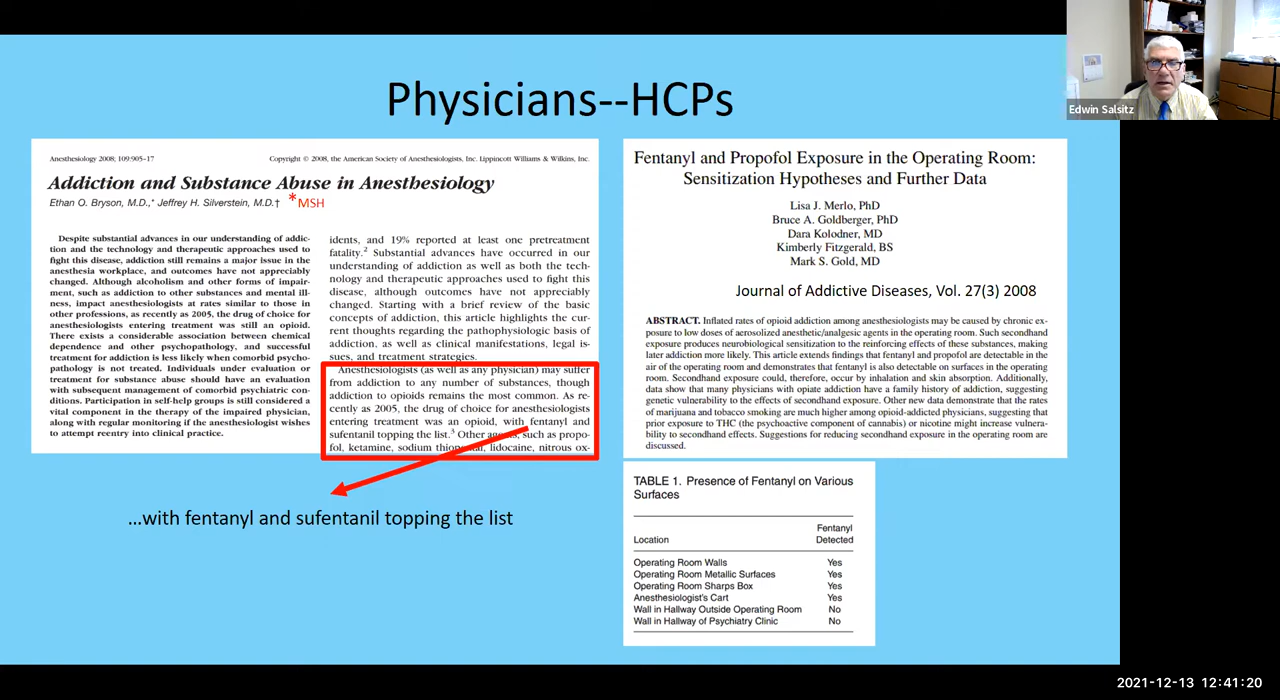 Physicians--HCPs
Edwin Salsitz
Anesthesiology 2008; 109:905–17
Copyright © 2008, the American Society of Anesthesiologists, Inc. Lippincott Williams & Wilkins, Inc.
Addiction and Substance Abuse in Anesthesiology
Ethan O. Bryson, M.D.,* Jeffrey H. Silverstein, M.D.†
*MSH
Despite substantial advances in our understanding of addic-
tion and the technology and therapeutic approaches used to
fight this disease, addiction still remains a major issue in the
anesthesia workplace, and outcomes have not appreciably
changed. Although alcoholism and other forms of impair-
ment, such as addiction to other substances and mental ill-
ness, impact anesthesiologists at rates similar to those in
other professions, as recently as 2005, the drug of choice for
anesthesiologists entering treatment was still an opioid.
There exists a considerable association between chemical
dependence and other psychopathology, and successful
treatment for addiction is less likely when comorbid psycho-
pathology is not treated. Individuals under evaluation or
treatment for substance abuse should have an evaluation
with subsequent management of comorbid psychiatric con-
ditions. Participation in self-help groups is still considered a
vital component in the therapy of the impaired physician,
along with regular monitoring if the anesthesiologist wishes
to attempt reentry into clinical practice.
idents, and 19% reported at least one pretreatment
fatality.2 Substantial advances have occurred in our
understanding of addiction as well as both the tech-
nology and therapeutic approaches used to fight this
disease, although outcomes have not appreciably
changed. Starting with a brief review of the basic
concepts of addiction, this article highlights the cur-
rent thoughts regarding the pathophysiologic basis of
addiction, as well as clinical manifestations, legal is-
sues, and treatment strategies.
Anesthesiologists (as well as any physician) may suffer
from addiction to any number of substances, though
addiction to opioids remains the most common. As re-
cently as 2005, the drug of choice for anesthesiologists
entering treatment was an opioid, with fentanyl and
sufentanil topping the list.3 Other agents, such as propo-
fol, ketamine, sodium thiopental, lidocaine, nitrous ox-
...with fentanyl and sufentanil topping the list
Fentanyl and Propofol Exposure in the Operating Room:
Sensitization Hypotheses and Further Data
Lisa J. Merlo, PhD
Bruce A. Goldberger, PhD
Dara Kolodner, MD
Kimberly Fitzgerald, BS
Mark S. Gold, MD
Journal of Addictive Diseases, Vol. 27(3) 2008
ABSTRACT. Inflated rates of opioid addiction among anesthesiologists may be caused by chronic ex-
posure to low doses of aerosolized anesthetic/analgesic agents in the operating room. Such secondhand
exposure produces neurobiological sensitization to the reinforcing effects of these substances, making
later addiction more likely. This article extends findings that fentanyl and propofol are detectable in the
air of the operating room and demonstrates that fentanyl is also detectable on surfaces in the operating
room. Secondhand exposure could, therefore, occur by inhalation and skin absorption. Additionally,
data show that many physicians with opiate addiction have a family history of addiction, suggesting
genetic vulnerability to the effects of secondhand exposure. Other new data demonstrate that the rates
of marijuana and tobacco smoking are much higher among opioid-addicted physicians, suggesting that
prior exposure to THC (the psychoactive component of cannabis) or nicotine might increase vulnera-
bility to secondhand effects. Suggestions for reducing secondhand exposure in the operating room are
discussed.
TABLE 1. Presence of Fentanyl on Various
Surfaces
Location Fentanyl Detected
Operating Room Walls Yes
Operating Room Metallic Surfaces Yes
Operating Room Sharps Box Yes
Anesthesiologist's Cart Yes
Wall in Hallway Outside Operating Room No
Wall in Hallway of Psychiatry Clinic No
2021-12-13 12:41:20